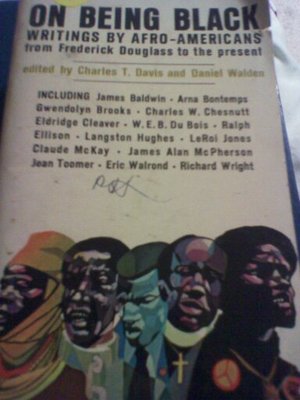 ON BEING BLACK
WRITINGS BY AFRO-AMERICANS
from Frederick Douglass to the present
edited by Charles T. Davis and Daniel Walden
INCLUDING James Baldwin · Arna Bontemps
Gwendolyn Brooks · Charles W. Chesnutt
Eldridge Cleaver · W. E. B. Du Bois · Ralph
Ellison · Langston Hughes · LeRoi Jones
Claude McKay · James Alan McPherson
Jean Toomer · Eric Walrond · Richard Wright